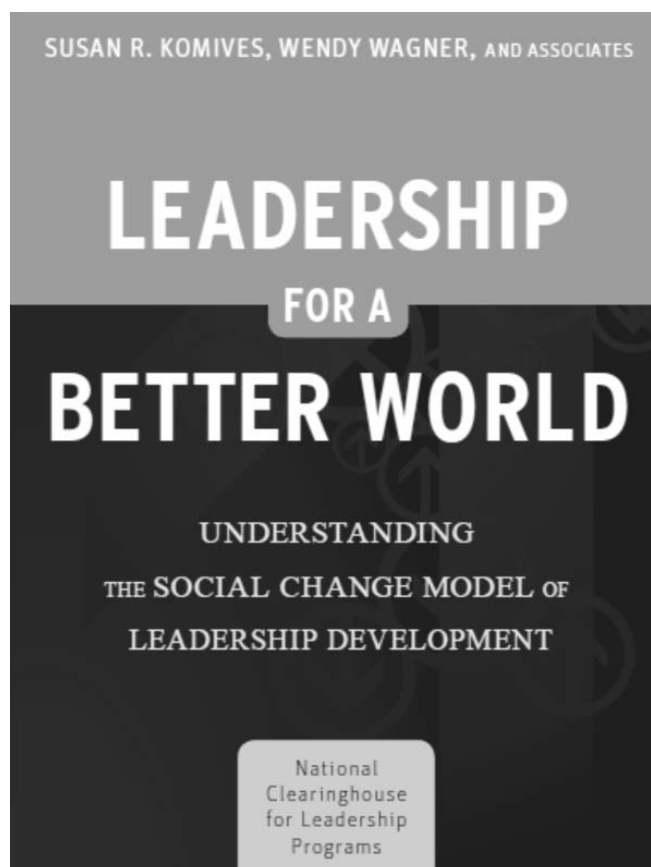 SUSAN R. KOMIVES, WENDY WAGNER, AND ASSOCIATES
LEADERSHIP
FOR A
BETTER WORLD
UNDERSTANDING
THE SOCIAL CHANGE MODEL OF
LEADERSHIP DEVELOPMENT
National
Clearinghouse
for Leadership
Programs